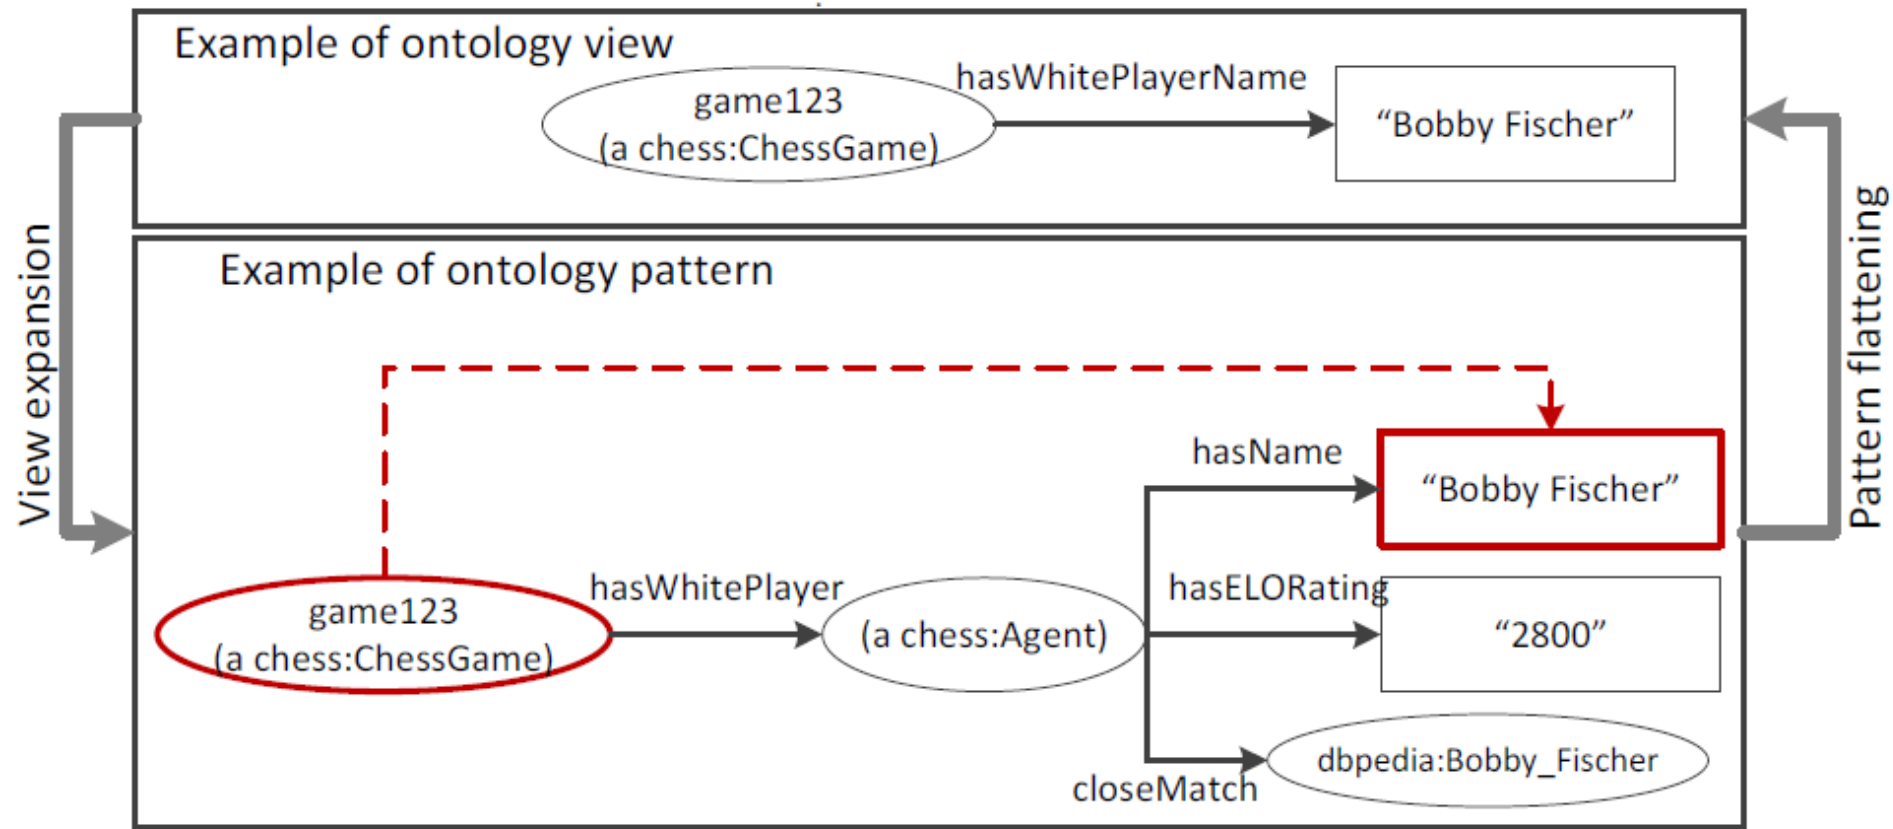 Example of ontology view
hasWhitePlayerName
game123
(a chess:ChessGame)
“Bobby Fischer”
View expansion
Pattern flattening
Example of ontology pattern
hasName
“Bobby Fischer”
hasWhitePlayer
hasELORating
game123
(a chess:ChessGame)
(a chess:Agent)
“2800”
closeMatch
dbpedia:Bobby_Fischer